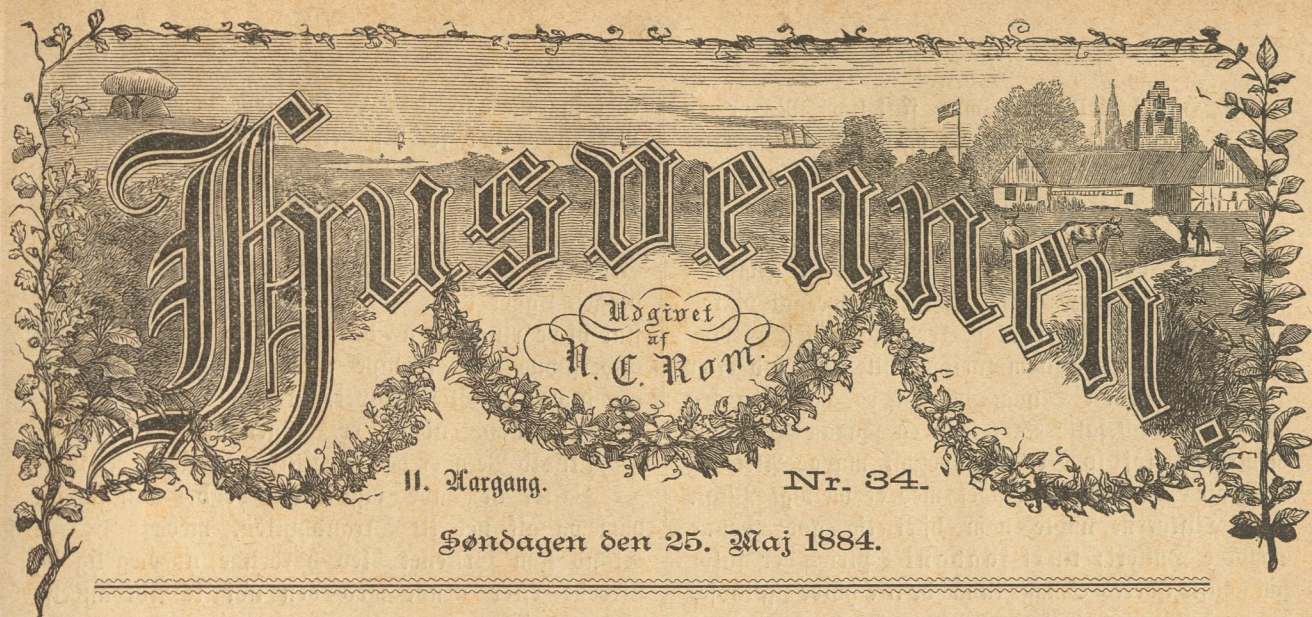 Husvennen.
Udgivet
af
N. C. Rom.
11. Aargang.
Nr. 34.
Søndagen den 25. Maj 1884.